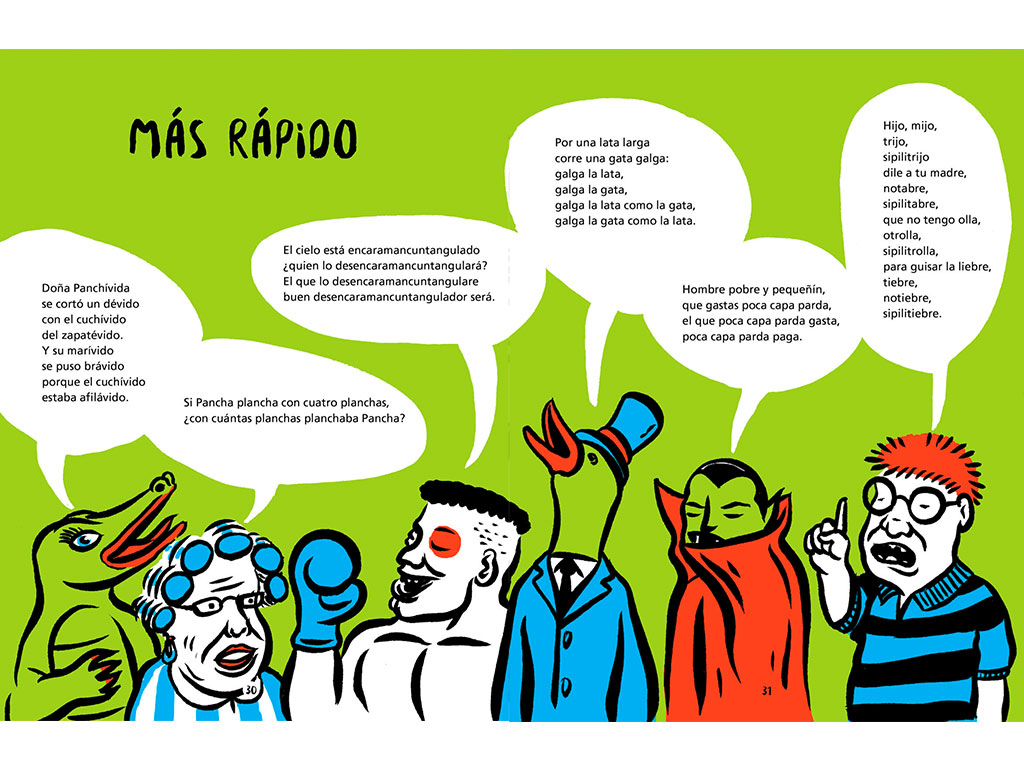 MÁS RÁPiDO
Doña Panchívida
se cortó un dévido
con el cuchívido
del zapatévido.
Y su marívido
se puso brávido
porque el cuchívido
estaba afilávido.
Si Pancha plancha con cuatro planchas,
¿con cuántas planchas planchaba Pancha?
El cielo está encaramancuntangulado
¿quien lo desencaramancuntangulará?
El que lo desencaramancuntangulare
buen desencaramancuntangulador será.
Por una lata larga
corre una gata galga:
galga la lata,
galga la gata,
galga la lata como la gata,
galga la gata como la lata.
Hombre pobre y pequeñín,
que gastas poca capa parda,
el que poca capa parda gasta,
poca capa parda paga.
Hijo, mijo,
trijo,
sipilitrijo
dile a tu madre,
notabre,
sipilitabre,
que no tengo olla,
otrolla,
sipilitrolla,
para guisar la liebre,
tiebre,
notiebre,
sipilitiebre.
30
31